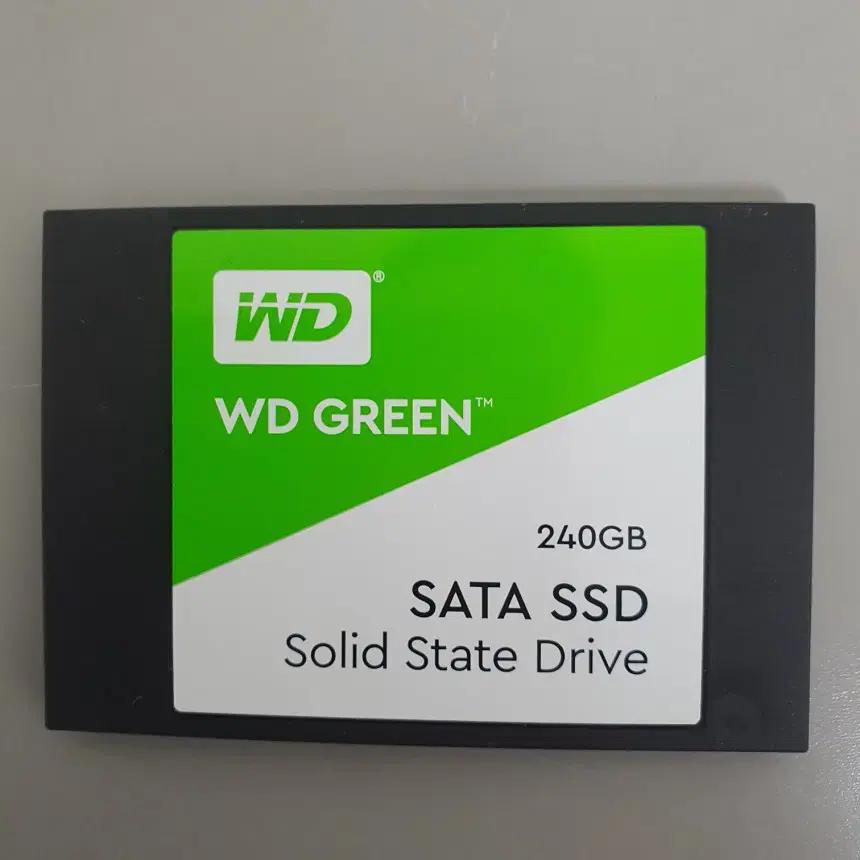 WD®
WD GREEN™
240GB
SATA SSD
Solid State Drive